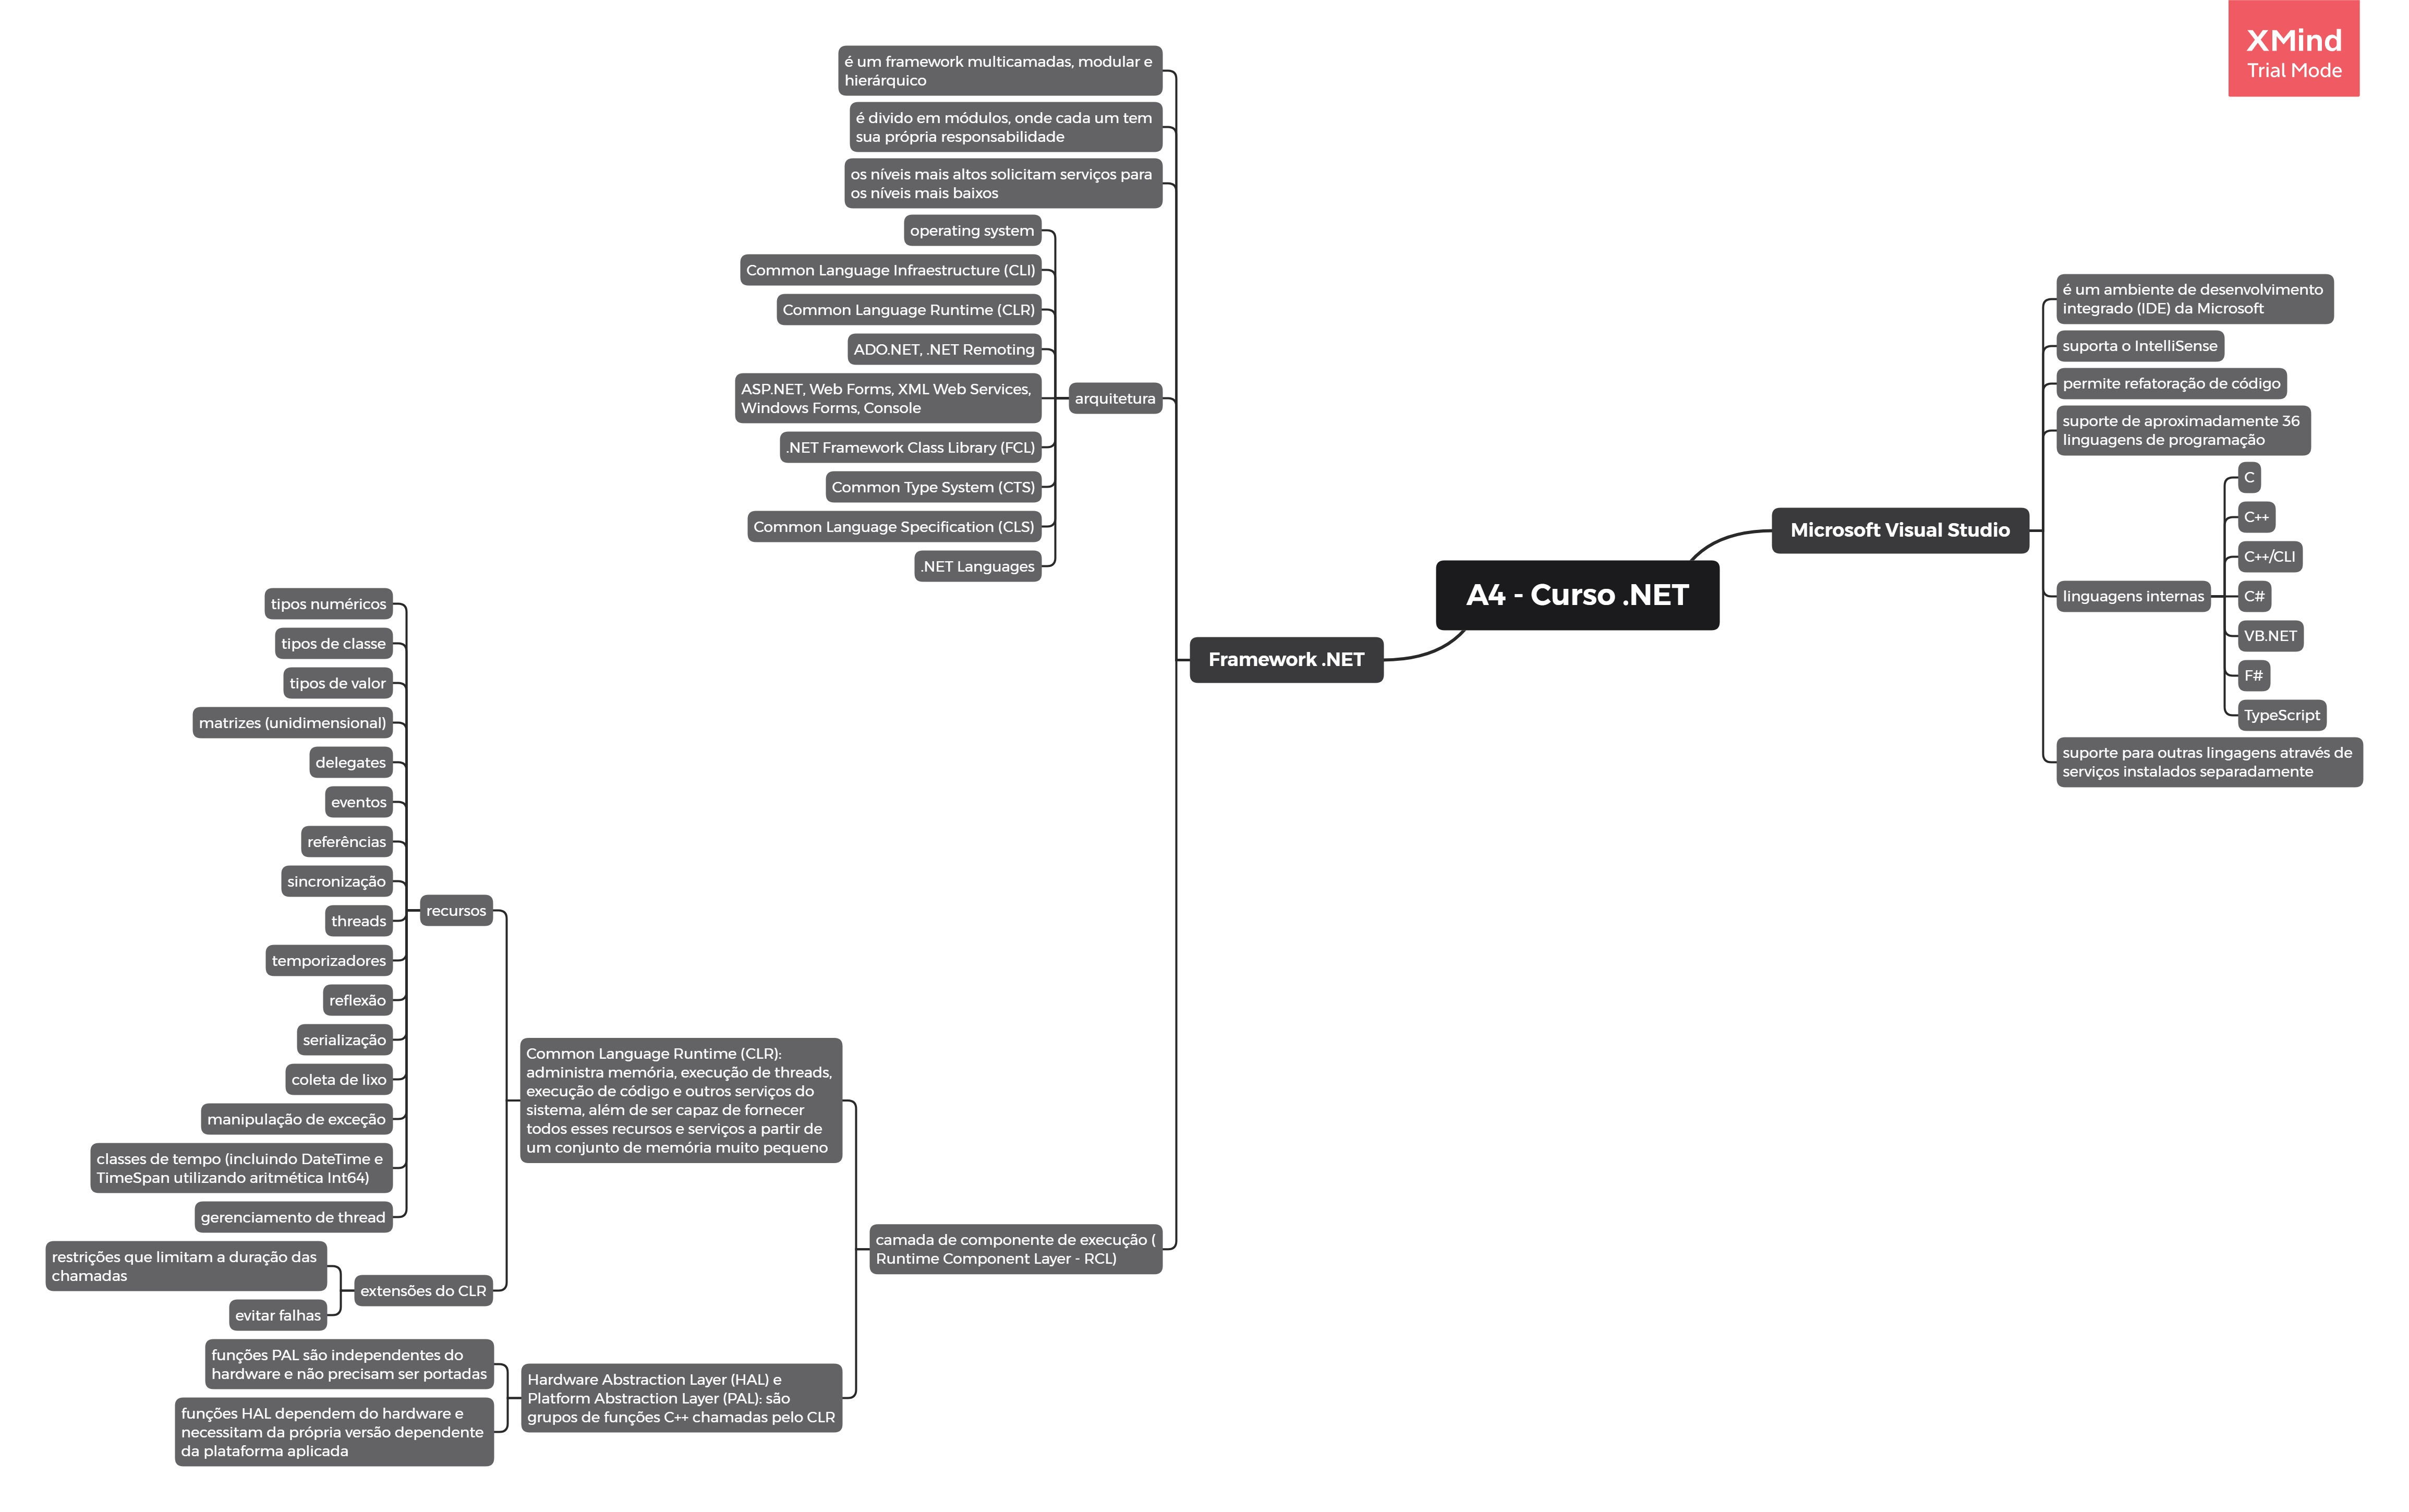 XMind
Trial Mode
A4 - Curso .NET
Microsoft Visual Studio
é um ambiente de desenvolvimento
integrado (IDE) da Microsoft
suporta o IntelliSense
permite refatoração de código
suporte de aproximadamente 36
linguagens de programação
linguagens internas
C
C++
C++/CLI
C#
VB.NET
F#
TypeScript
suporte para outras lingagens através de
serviços instalados separadamente
Framework .NET
é um framework multicamadas, modular e
hierárquico
é divido em módulos, onde cada um tem
sua própria responsabilidade
os níveis mais altos solicitam serviços para
os níveis mais baixos
arquitetura
operating system
Common Language Infraestructure (CLI)
Common Language Runtime (CLR)
ADO.NET, .NET Remoting
ASP.NET, Web Forms, XML Web Services,
Windows Forms, Console
.NET Framework Class Library (FCL)
Common Type System (CTS)
Common Language Specification (CLS)
.NET Languages
camada de componente de execução (
Runtime Component Layer - RCL)
Common Language Runtime (CLR):
administra memória, execução de threads,
execução de código e outros serviços do
sistema, além de ser capaz de fornecer
todos esses recursos e serviços a partir de
um conjunto de memória muito pequeno
recursos
tipos numéricos
tipos de classe
tipos de valor
matrizes (unidimensional)
delegates
eventos
referências
sincronização
threads
temporizadores
reflexão
serialização
coleta de lixo
manipulação de exceção
classes de tempo (incluindo DateTime e
TimeSpan utilizando aritmética Int64)
gerenciamento de thread
extensões do CLR
restrições que limitam a duração das
chamadas
evitar falhas
Hardware Abstraction Layer (HAL) e
Platform Abstraction Layer (PAL): são
grupos de funções C++ chamadas pelo CLR
funções PAL são independentes do
hardware e não precisam ser portadas
funções HAL dependem do hardware e
necessitam da própria versão dependente
da plataforma aplicada